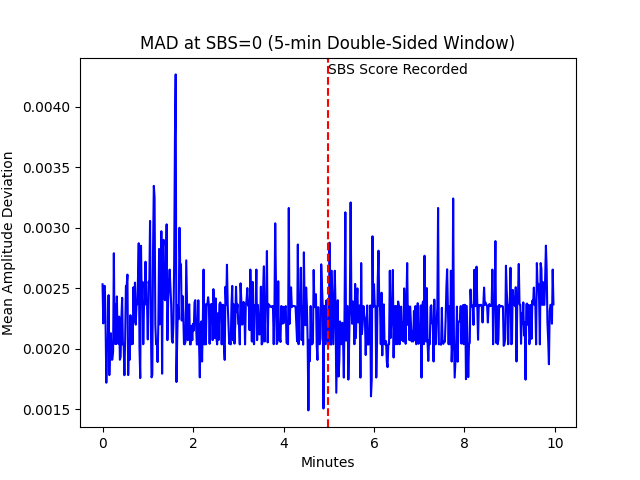 MAD at SBS=0 (5-min Double-Sided Window)
SBS Score Recorded
Mean Amplitude Deviation
0.0040
0.0035
0.0030
0.0025
0.0020
0.0015
0 2 4 6 8 10
Minutes